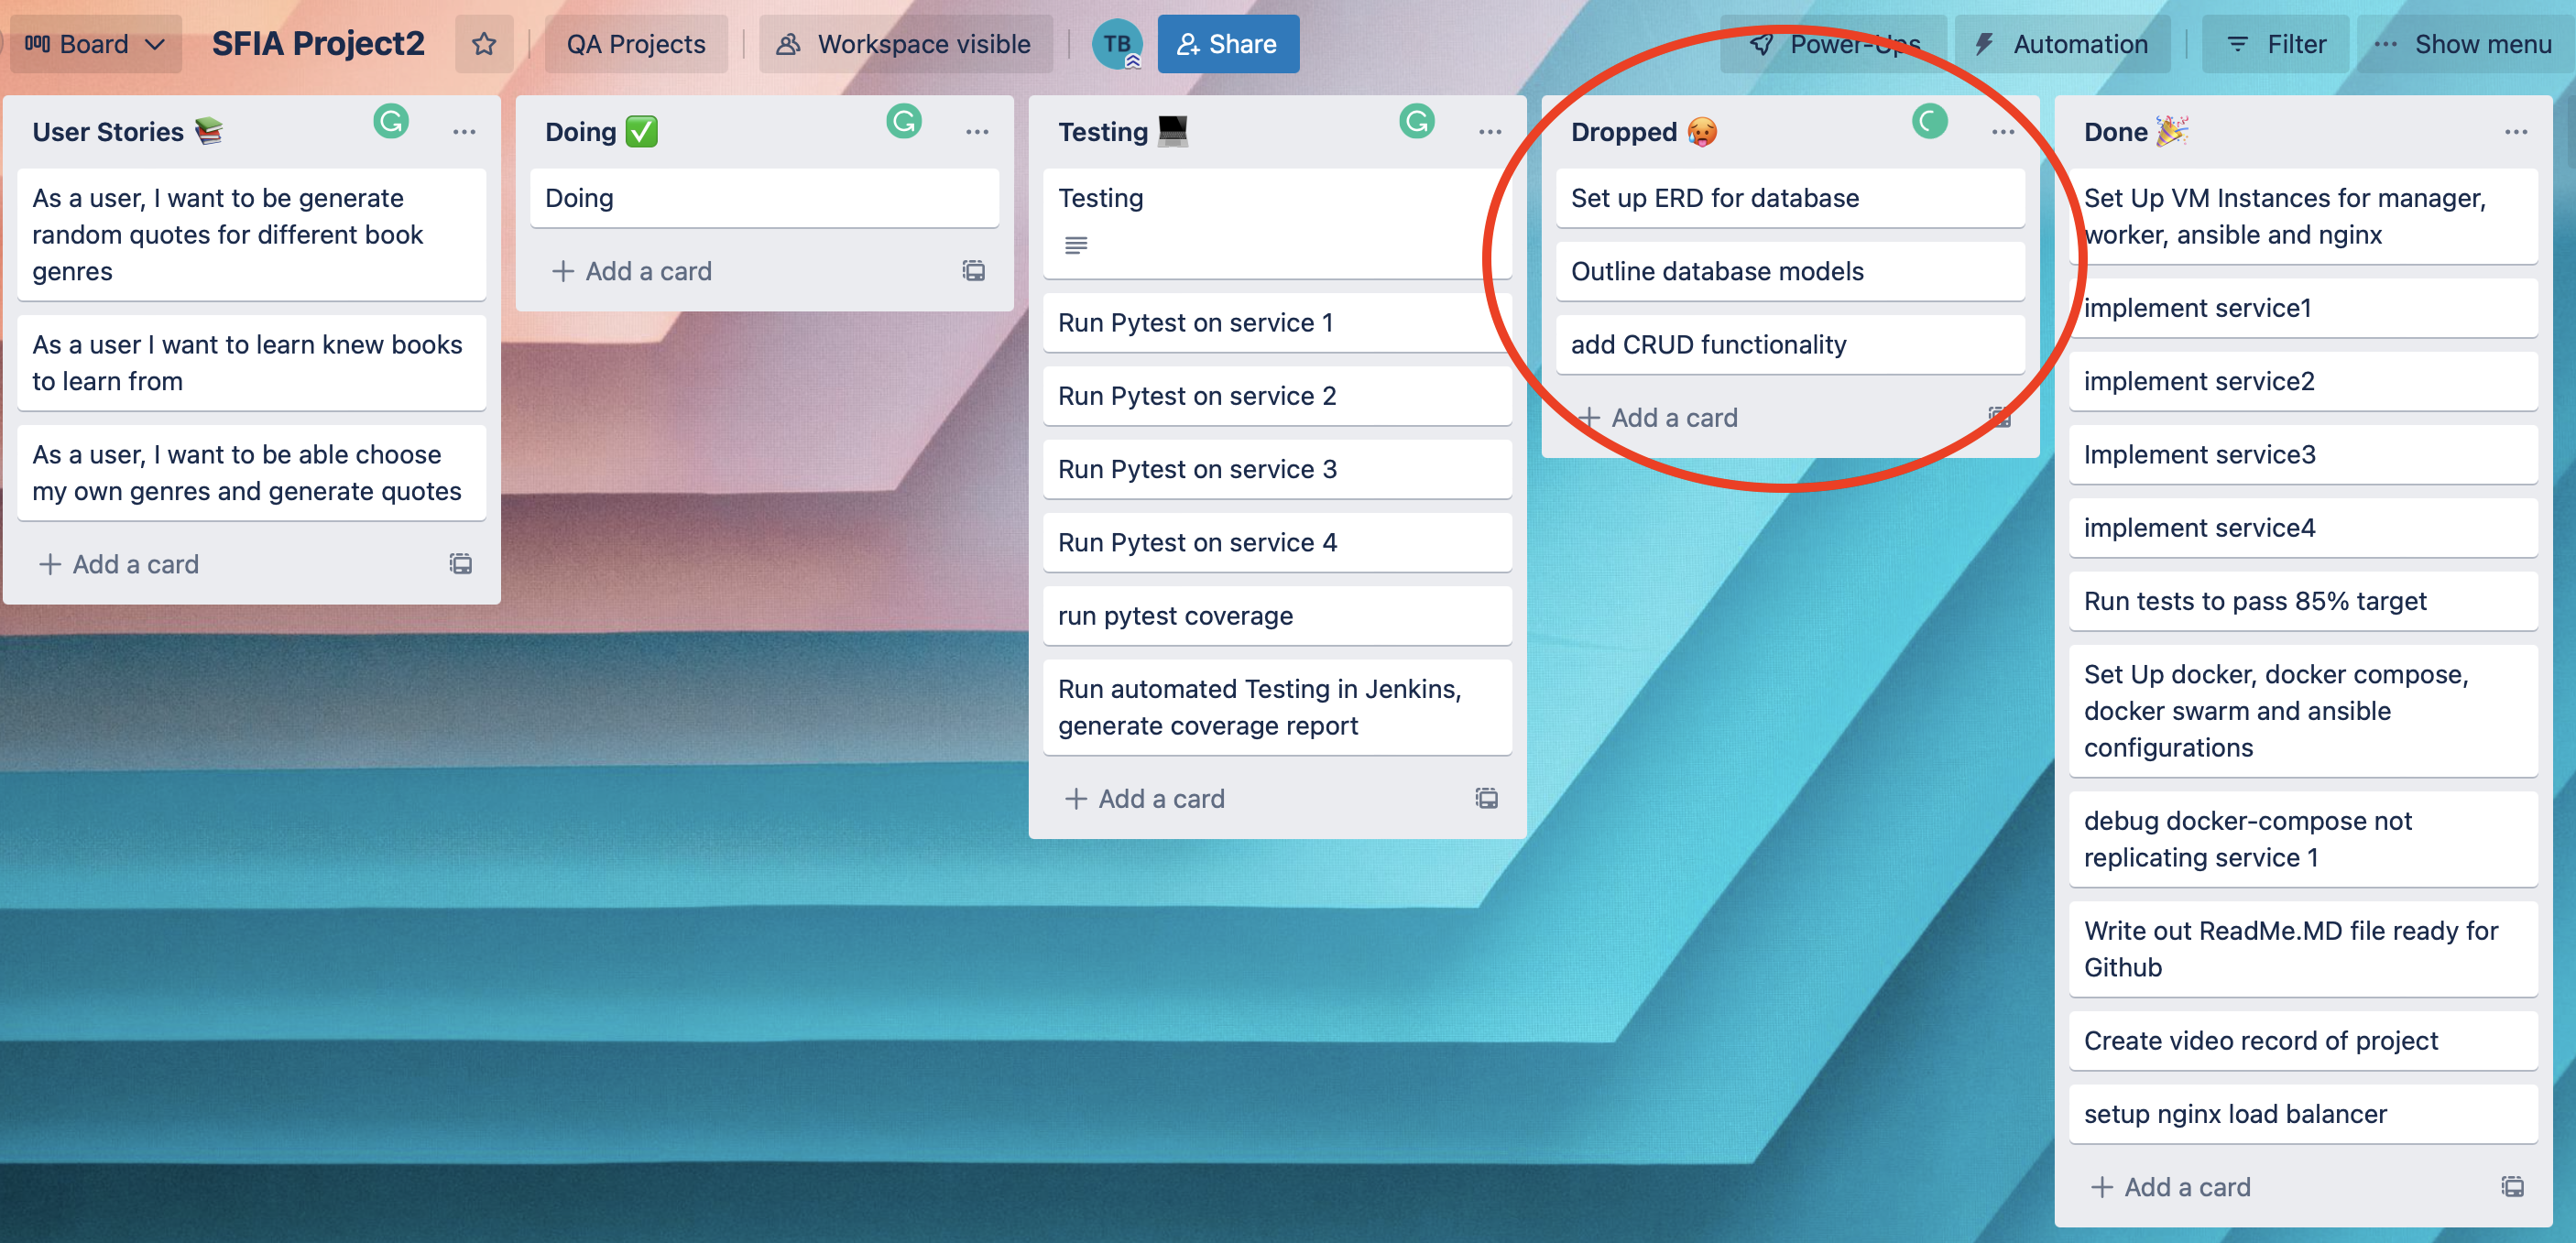 Board
SFIA Project2
QA Projects
Workspace visible
TB
Share
Power-Ups
Automation
Filter
Show menu
User Stories 📚
As a user, I want to be generate
random quotes for different book
genres
As a user I want to learn knew books
to learn from
As a user, I want to be able choose
my own genres and generate quotes
+ Add a card
Doing ✅
Doing
+ Add a card
Testing 💻
Testing
Run Pytest on service 1
Run Pytest on service 2
Run Pytest on service 3
Run Pytest on service 4
run pytest coverage
Run automated Testing in Jenkins,
generate coverage report
+ Add a card
Dropped 🥵
Set up ERD for database
Outline database models
add CRUD functionality
+ Add a card
Done 🎉
Set Up VM Instances for manager,
worker, ansible and nginx
implement service1
implement service2
Implement service3
implement service4
Run tests to pass 85% target
Set Up docker, docker compose,
docker swarm and ansible
configurations
debug docker-compose not
replicating service 1
Write out ReadMe.MD file ready for
Github
Create video record of project
setup nginx load balancer
+ Add a card